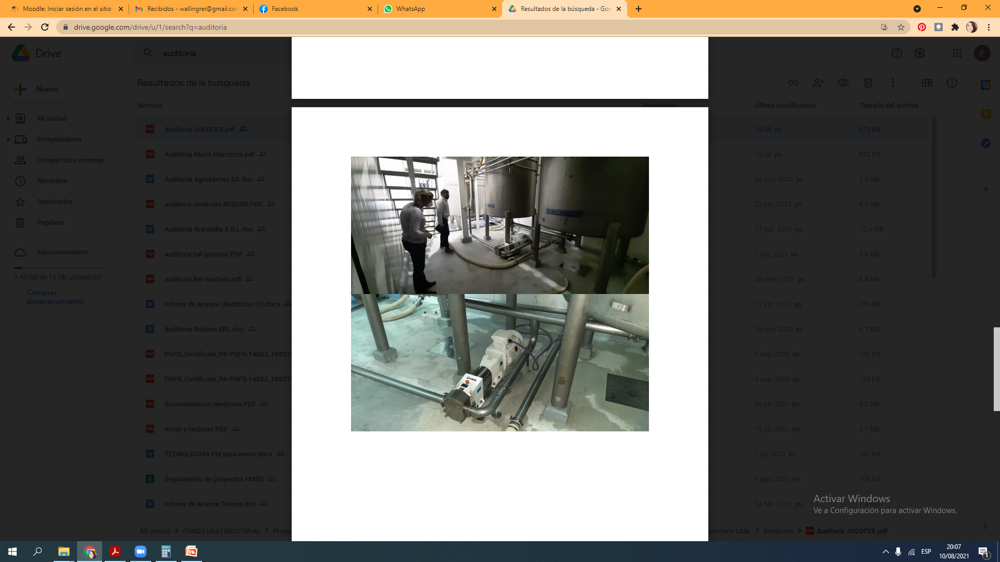 Moodle: Iniciar sesión en el sitio
Recibidos - wallingrei@gmail.com
Facebook
WhatsApp
Resultados de la búsqueda - Goo
drive.google.com/drive/u/1/search?q=auditoria
Drive
auditoria
F
Nuevo
Resultados de la búsqueda
Nombre
Propietario
Última modificación
Tamaño del archivo
Mi unidad
Computadoras
Compartidos conmigo
Recientes
Destacados
Papelera
Almacenamiento
1.45 GB de 15 GB utilizado(s)
Comprar
almacenamiento
Auditoria JUCOFER.pdf 12:48 yo 675 KB
Auditoria Mario Marozzini.pdf 12:48 yo 842 KB
Auditoria Agroberries SA.doc 26 nov. 2020 yo 2.9 MB
auditoria rendición REBORD.PDF 22 jun. 2021 yo 4.3 MB
Auditoria Arandalia S.R.L.doc 17 feb. 2021 yo 12.4 MB
auditoria bel gsutavo.PDF 7 jun. 2021 yo 5.6 MB
auditoría Bel Gustavo.pdf 28 may. 2021 yo 4.4 MB
Infome de Avance (Auditoria) (1).docx 17 jun. 2021 yo 159 KB
Auditoria Rouben SRL.doc 26 nov. 2020 yo 6.7 MB
PGFS_Certificate_PA-PGFS-14083_18831 9 sep. 2020 yo 130 KB
PGFS_Certificate_PA-PGFS-14083_18831 9 sep. 2020 yo 130 KB
documentacion rendicion.PDF 26 jul. 2021 yo 5.2 MB
notas y facturas.PDF 15 jul. 2021 yo 2.7 MB
TECNOLOGIAS FM para enviar.docx 1 jul. 2021 yo 197 KB
Seguimiento de proyectos FMSG 9 ago. 2021 yo 108 KB
Infome de Avance Tesone.doc 24 feb. 2021 yo 7.4 MB
JUGO CONCENTRADO
Activar Windows
Ve a Configuración para activar Windows.
Mi unidad > FONDO MULTISECTORIAL > Proye
trerriano Ltda. > Rendicion > Auditoria JUCOFER.pdf
ESP
20:07
10/08/2021
1